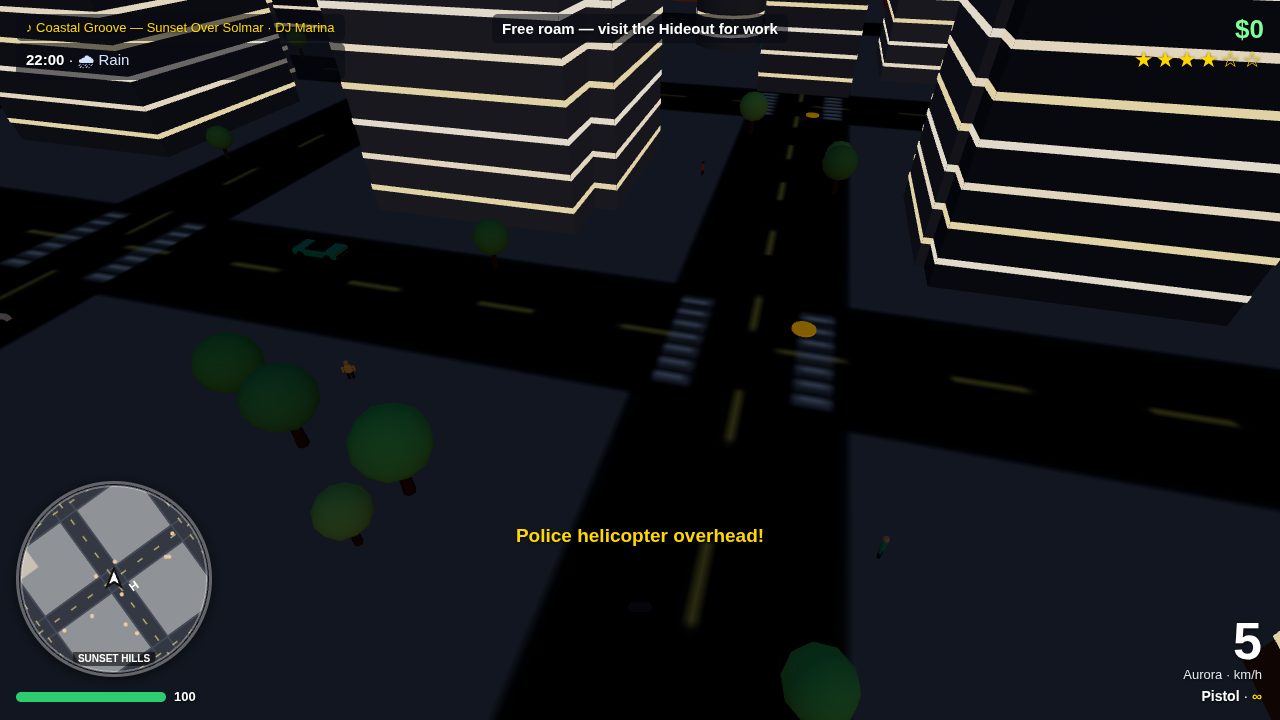 ♪ Coastal Groove — Sunset Over Solmar · DJ Marina
Free roam — visit the Hideout for work
$0
22:00 · 🌧 Rain
★★★★☆☆
Police helicopter overhead!
H
SUNSET HILLS
100
5
Aurora · km/h
Pistol · ∞